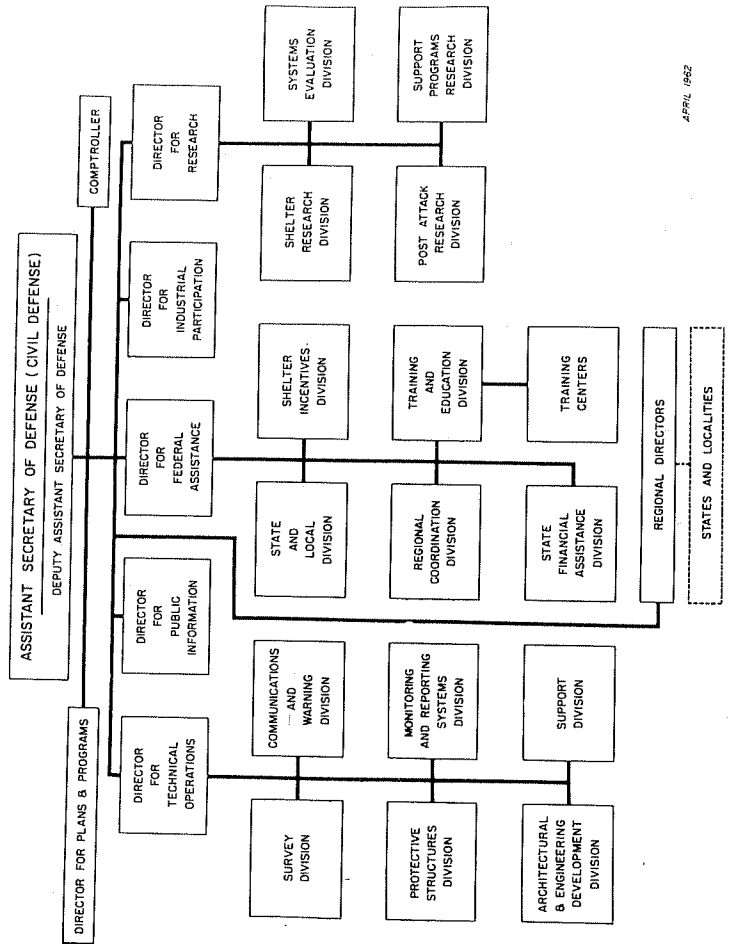 ASSISTANT SECRETARY OF DEFENSE (CIVIL DEFENSE)
DEPUTY ASSISTANT SECRETARY OF DEFENSE
DIRECTOR FOR PLANS & PROGRAMS
COMPTROLLER
DIRECTOR
FOR
TECHNICAL
OPERATIONS
DIRECTOR
FOR
PUBLIC
INFORMATION
DIRECTOR
FOR
FEDERAL
ASSISTANCE
DIRECTOR
FOR
INDUSTRIAL
PARTICIPATION
DIRECTOR
FOR
RESEARCH
SURVEY
DIVISION
COMMUNICATIONS
AND
WARNING
DIVISION
STATE
AND
LOCAL
DIVISION
SHELTER
INCENTIVES
DIVISION
SHELTER
RESEARCH
DIVISION
SYSTEMS
EVALUATION
DIVISION
PROTECTIVE
STRUCTURES
DIVISION
MONITORING
AND REPORTING
SYSTEMS
DIVISION
REGIONAL
COORDINATION
DIVISION
TRAINING
AND
EDUCATION
DIVISION
POST ATTACK
RESEARCH
DIVISION
SUPPORT
PROGRAMS
RESEARCH
DIVISION
ARCHITECTURAL
& ENGINEERING
DEVELOPMENT
DIVISION
SUPPORT
DIVISION
STATE
FINANCIAL
ASSISTANCE
DIVISION
TRAINING
CENTERS
REGIONAL DIRECTORS
STATES AND LOCALITIES
APRIL 1962